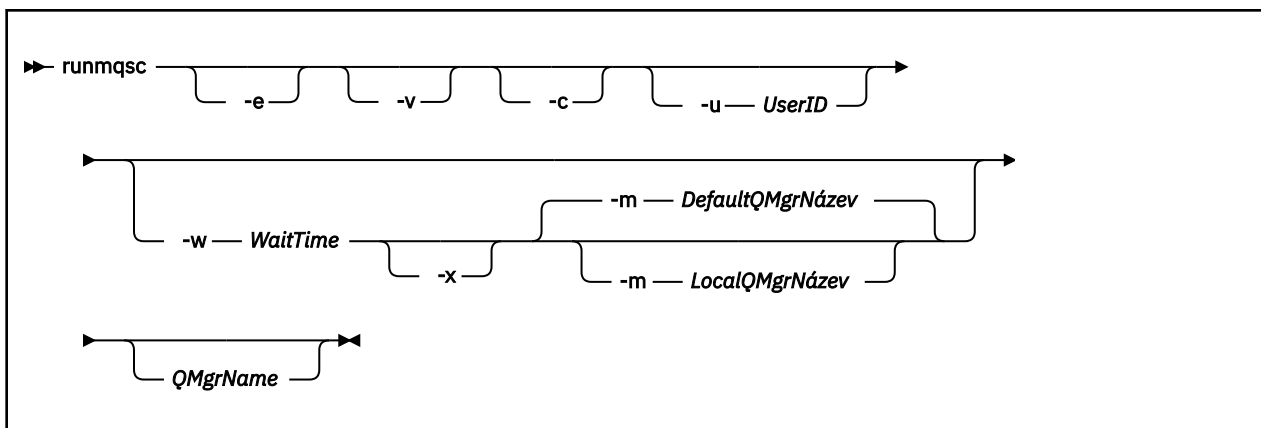 runmqsc
-e -v -c -u UserID
-m DefaultQMgrNázev
-w WaitTime
-x -m LocalQMgrNázev
QMgrName